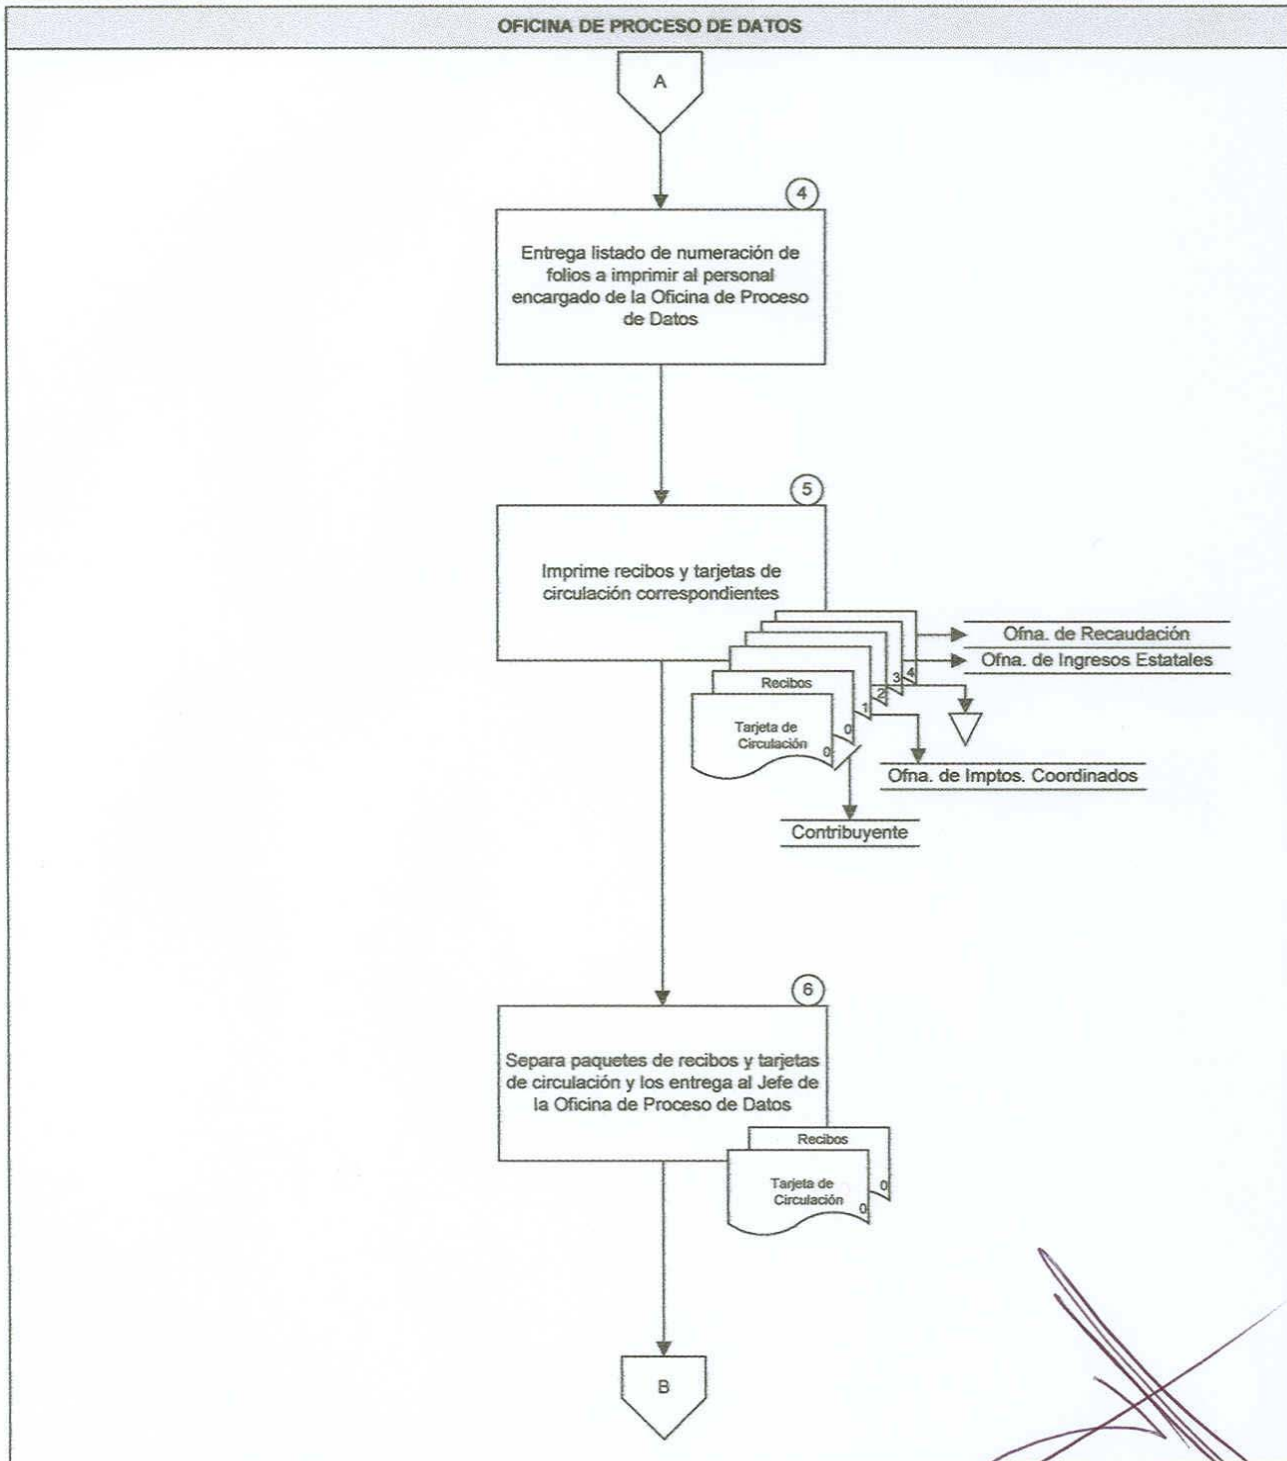 OFICINA DE PROCESO DE DATOS
A
4
Entrega listado de numeración de
folios a imprimir al personal
encargado de la Oficina de Proceso
de Datos
5
Imprime recibos y tarjetas de
circulación correspondientes
Ofna. de Recaudación
Ofna. de Ingresos Estatales
4
3
2
1
Recibos
0
Tarjeta de
Circulación
0
Ofna. de Imptos. Coordinados
Contribuyente
6
Separa paquetes de recibos y tarjetas
de circulación y los entrega al Jefe de
la Oficina de Proceso de Datos
Recibos
0
Tarjeta de
Circulación
0
B